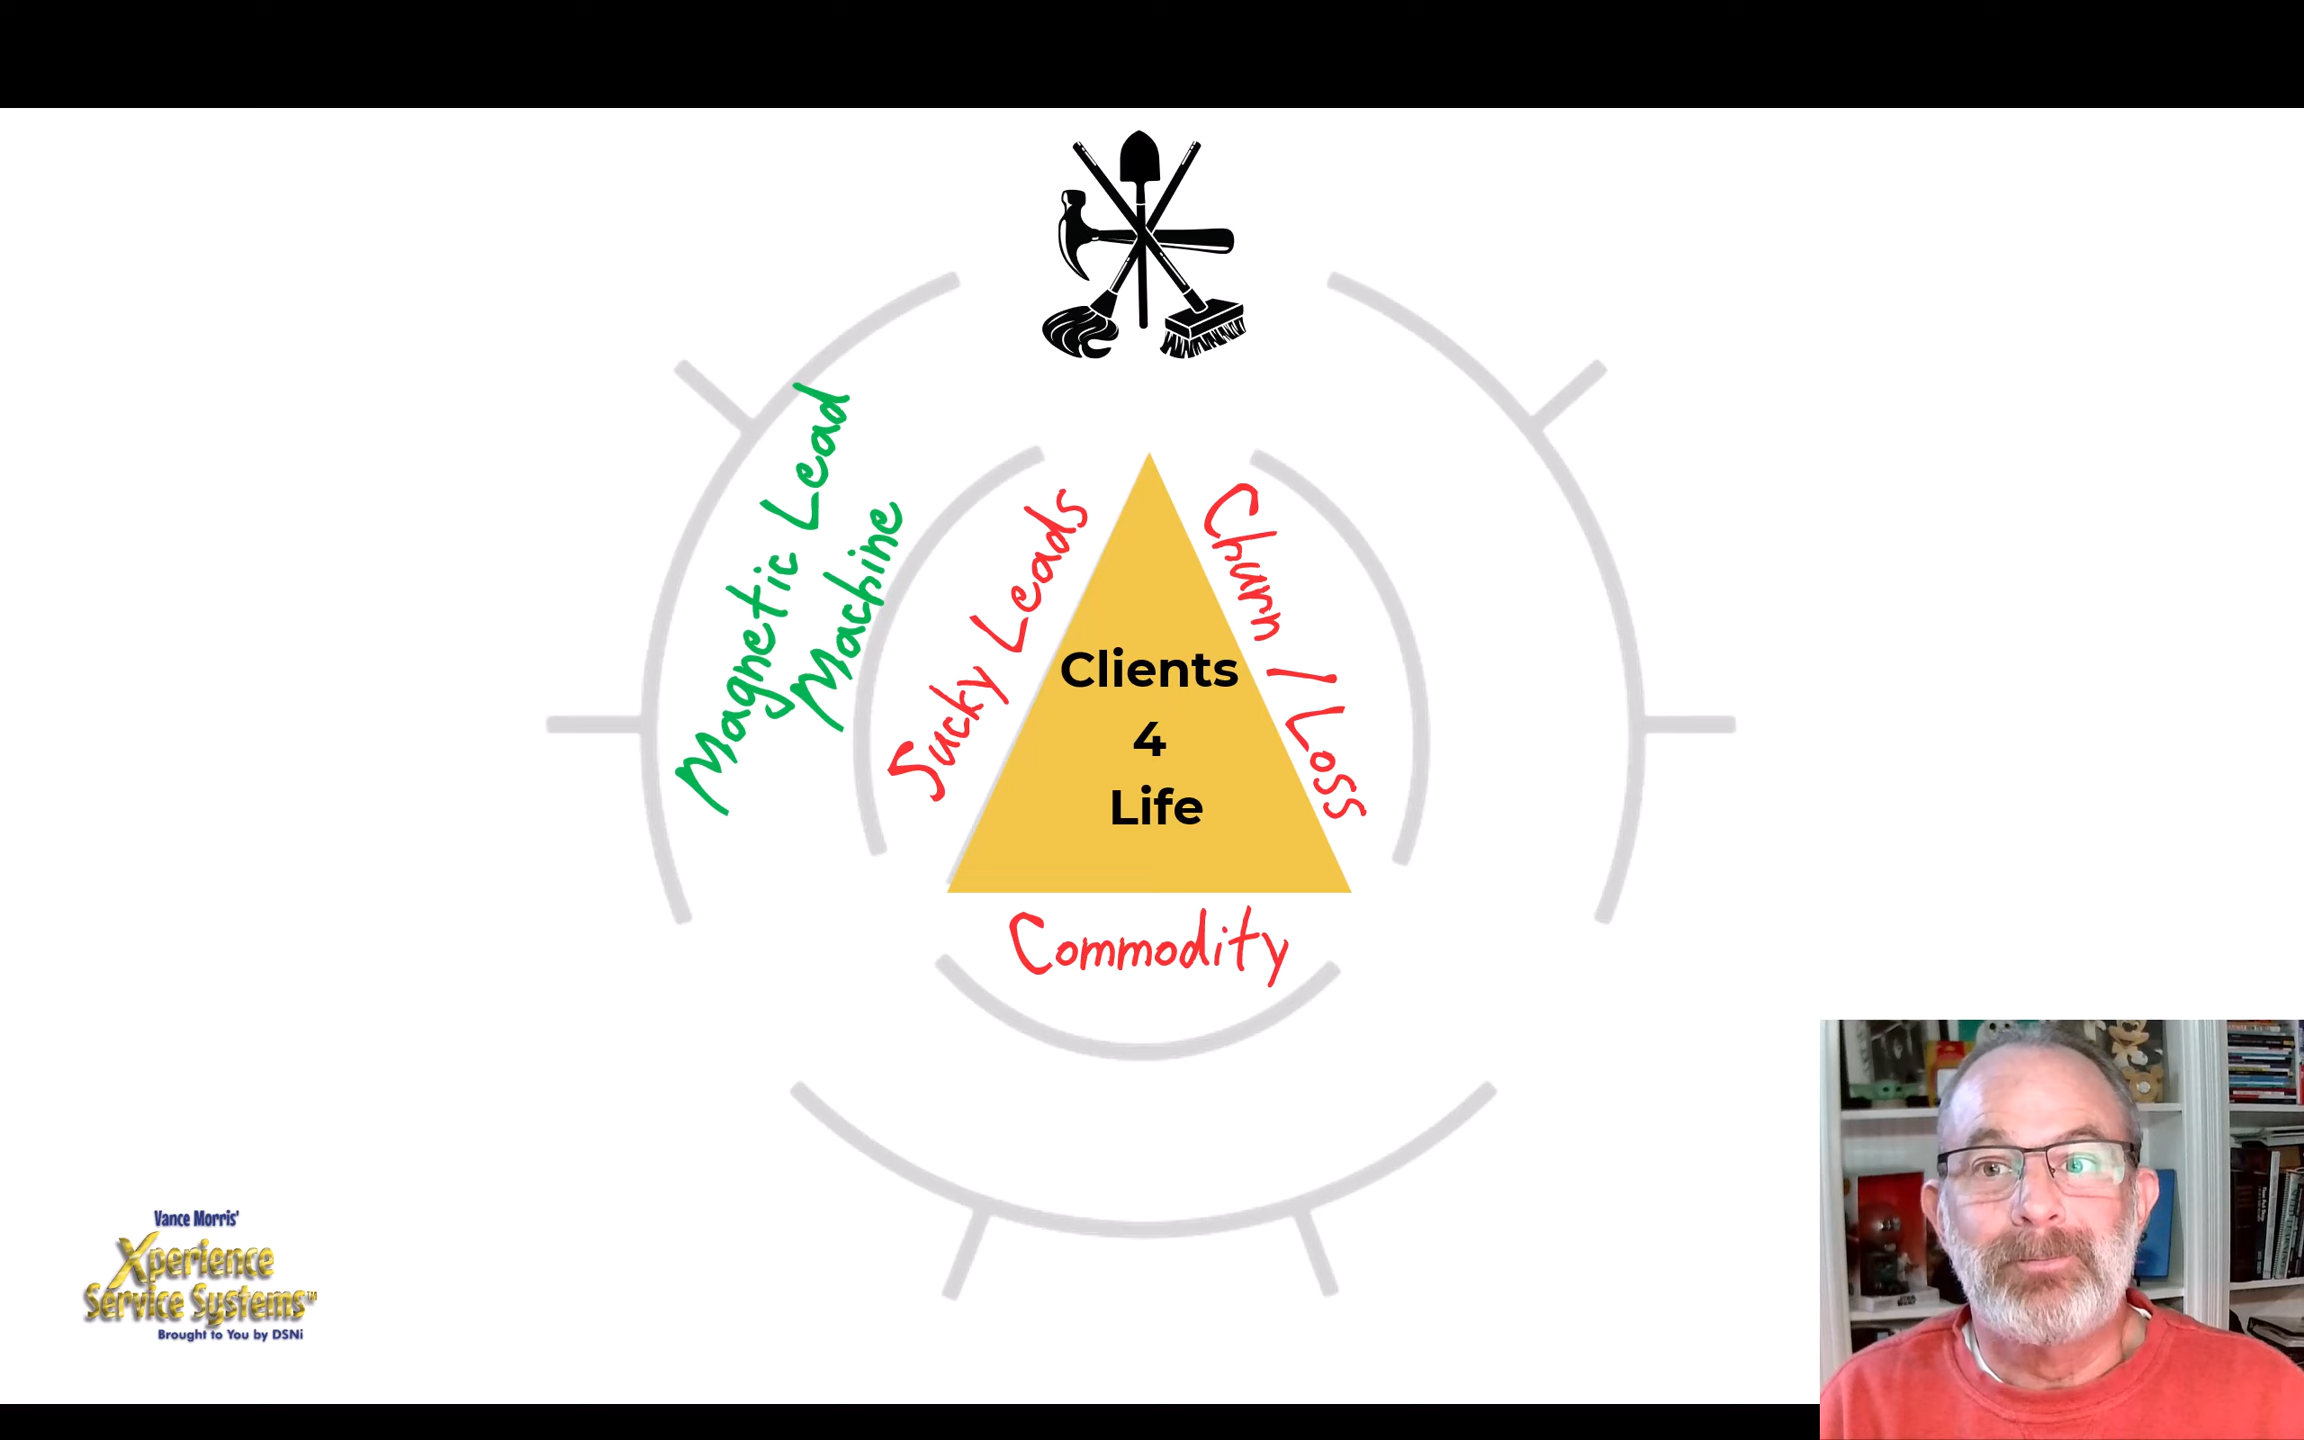 Magnetic Lead
Machine
Sucky Leads
Churn / Loss
Clients
4
Life
Commodity
Vance Morris'
Xperience
Service Systems™
Brought to You by DSNi